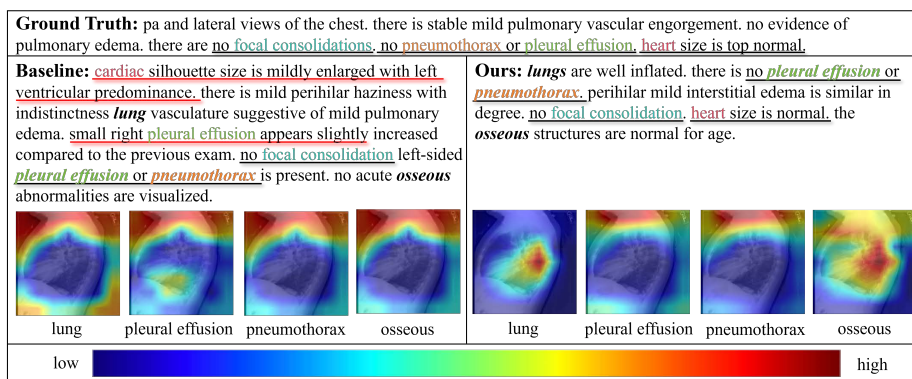 Ground Truth: pa and lateral views of the chest. there is stable mild pulmonary vascular engorgement. no evidence of
pulmonary edema. there are no focal consolidations. no pneumothorax or pleural effusion. heart size is top normal.
Baseline: cardiac silhouette size is mildly enlarged with left
ventricular predominance. there is mild perihilar haziness with
indistinctness lung vasculature suggestive of mild pulmonary
edema. small right pleural effusion appears slightly increased
compared to the previous exam. no focal consolidation left-sided
pleural effusion or pneumothorax is present. no acute osseous
abnormalities are visualized.
lung pleural effusion pneumothorax osseous
Ours: lungs are well inflated. there is no pleural effusion or
pneumothorax. perihilar mild interstitial edema is similar in
degree. no focal consolidation. heart size is normal. the
osseous structures are normal for age.
lung pleural effusion pneumothorax osseous
low high